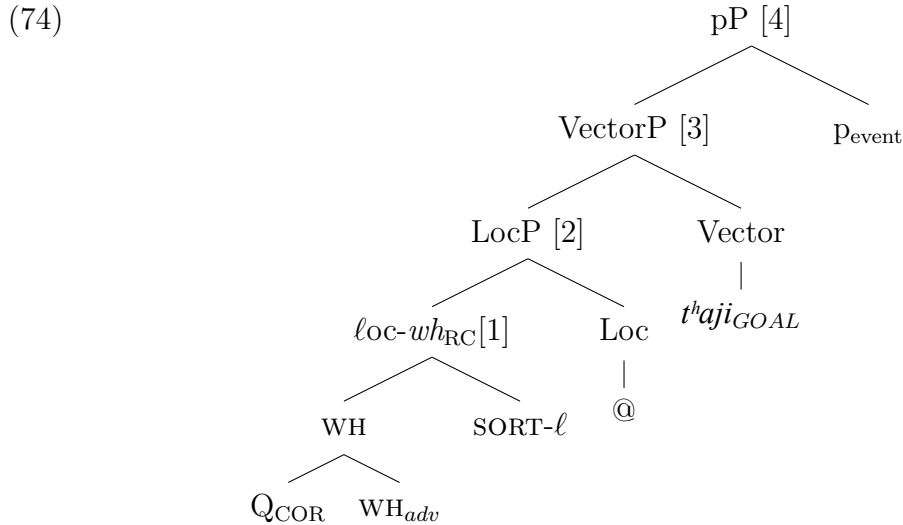 (74)
pP [4]
VectorP [3] p_event
LocP [2] Vector
ℓoc-wh_RC[1] Loc tʰaji_GOAL
WH SORT-ℓ @
Q_COR WH_adv